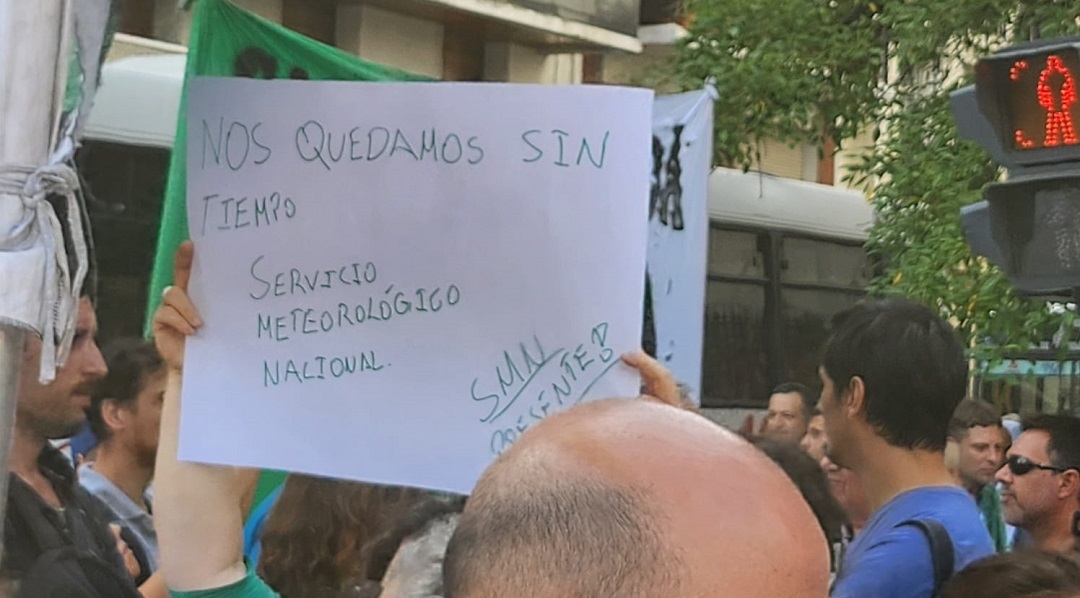 NOS QUEDAMOS SIN
TIEMPO
SERVICIO
METEOROLÓGICO
NACIONAL.
SMN
PRESENTE!